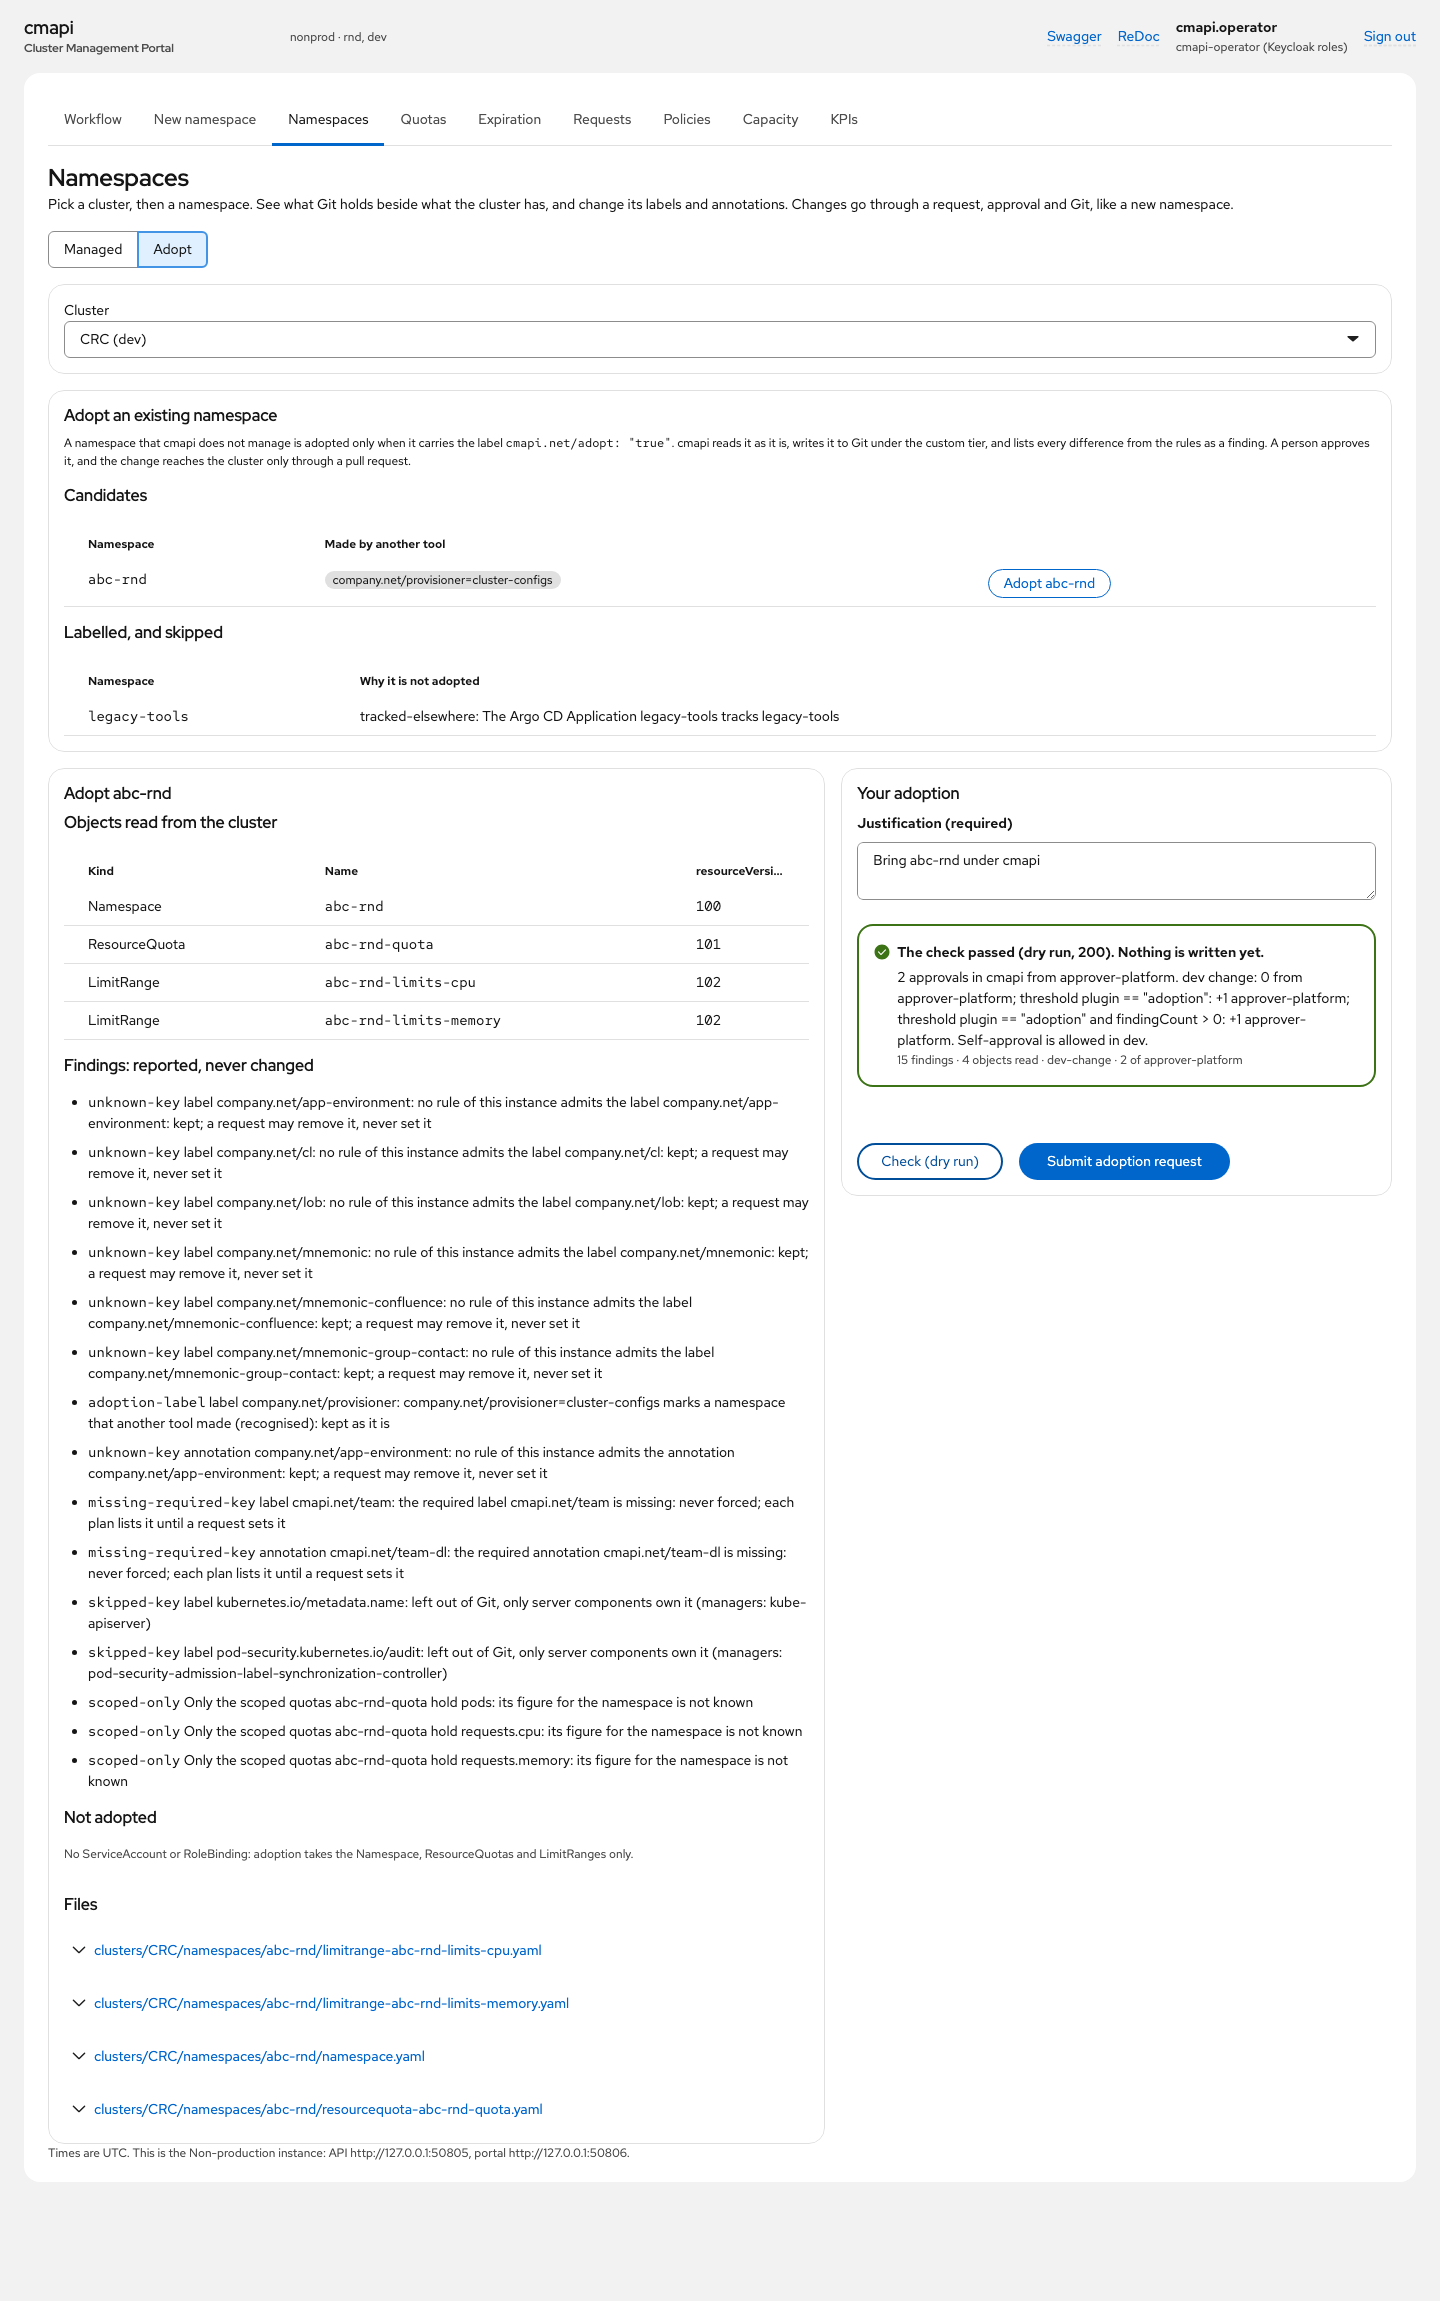 cmapi
Cluster Management Portal
nonprod · rnd, dev
Swagger
ReDoc
cmapi.operator
cmapi-operator (Keycloak roles)
Sign out
Workflow
New namespace
Namespaces
Quotas
Expiration
Requests
Policies
Capacity
KPIs
Namespaces
Pick a cluster, then a namespace. See what Git holds beside what the cluster has, and change its labels and annotations. Changes go through a request, approval and Git, like a new namespace.
Managed
Adopt
Cluster
CRC (dev)
Adopt an existing namespace
A namespace that cmapi does not manage is adopted only when it carries the label cmapi.net/adopt: "true". cmapi reads it as it is, writes it to Git under the custom tier, and lists every difference from the rules as a finding. A person approves
it, and the change reaches the cluster only through a pull request.
Candidates
Namespace
Made by another tool
abc-rnd
company.net/provisioner=cluster-configs
Adopt abc-rnd
Labelled, and skipped
Namespace
Why it is not adopted
legacy-tools
tracked-elsewhere: The Argo CD Application legacy-tools tracks legacy-tools
Adopt abc-rnd
Objects read from the cluster
Kind
Name
resourceVersi...
Namespace
abc-rnd
100
ResourceQuota
abc-rnd-quota
101
LimitRange
abc-rnd-limits-cpu
102
LimitRange
abc-rnd-limits-memory
102
Findings: reported, never changed
unknown-key label company.net/app-environment: no rule of this instance admits the label company.net/app-
environment: kept; a request may remove it, never set it
unknown-key label company.net/cl: no rule of this instance admits the label company.net/cl: kept; a request may
remove it, never set it
unknown-key label company.net/lob: no rule of this instance admits the label company.net/lob: kept; a request may
remove it, never set it
unknown-key label company.net/mnemonic: no rule of this instance admits the label company.net/mnemonic: kept;
a request may remove it, never set it
unknown-key label company.net/mnemonic-confluence: no rule of this instance admits the label
company.net/mnemonic-confluence: kept; a request may remove it, never set it
unknown-key label company.net/mnemonic-group-contact: no rule of this instance admits the label
company.net/mnemonic-group-contact: kept; a request may remove it, never set it
adoption-label label company.net/provisioner: company.net/provisioner=cluster-configs marks a namespace
that another tool made (recognised): kept as it is
unknown-key annotation company.net/app-environment: no rule of this instance admits the annotation
company.net/app-environment: kept; a request may remove it, never set it
missing-required-key label cmapi.net/team: the required label cmapi.net/team is missing: never forced; each
plan lists it until a request sets it
missing-required-key annotation cmapi.net/team-dl: the required annotation cmapi.net/team-dl is missing:
never forced; each plan lists it until a request sets it
skipped-key label kubernetes.io/metadata.name: left out of Git, only server components own it (managers: kube-
apiserver)
skipped-key label pod-security.kubernetes.io/audit: left out of Git, only server components own it (managers:
pod-security-admission-label-synchronization-controller)
scoped-only Only the scoped quotas abc-rnd-quota hold pods: its figure for the namespace is not known
scoped-only Only the scoped quotas abc-rnd-quota hold requests.cpu: its figure for the namespace is not known
scoped-only Only the scoped quotas abc-rnd-quota hold requests.memory: its figure for the namespace is not
known
Not adopted
No ServiceAccount or RoleBinding: adoption takes the Namespace, ResourceQuotas and LimitRanges only.
Files
clusters/CRC/namespaces/abc-rnd/limitrange-abc-rnd-limits-cpu.yaml
clusters/CRC/namespaces/abc-rnd/limitrange-abc-rnd-limits-memory.yaml
clusters/CRC/namespaces/abc-rnd/namespace.yaml
clusters/CRC/namespaces/abc-rnd/resourcequota-abc-rnd-quota.yaml
Your adoption
Justification (required)
Bring abc-rnd under cmapi
The check passed (dry run, 200). Nothing is written yet.
2 approvals in cmapi from approver-platform. dev change: 0 from
approver-platform; threshold plugin == "adoption": +1 approver-platform;
threshold plugin == "adoption" and findingCount > 0: +1 approver-
platform. Self-approval is allowed in dev.
15 findings · 4 objects read · dev-change · 2 of approver-platform
Check (dry run)
Submit adoption request
Times are UTC. This is the Non-production instance: API http://127.0.0.1:50805, portal http://127.0.0.1:50806.